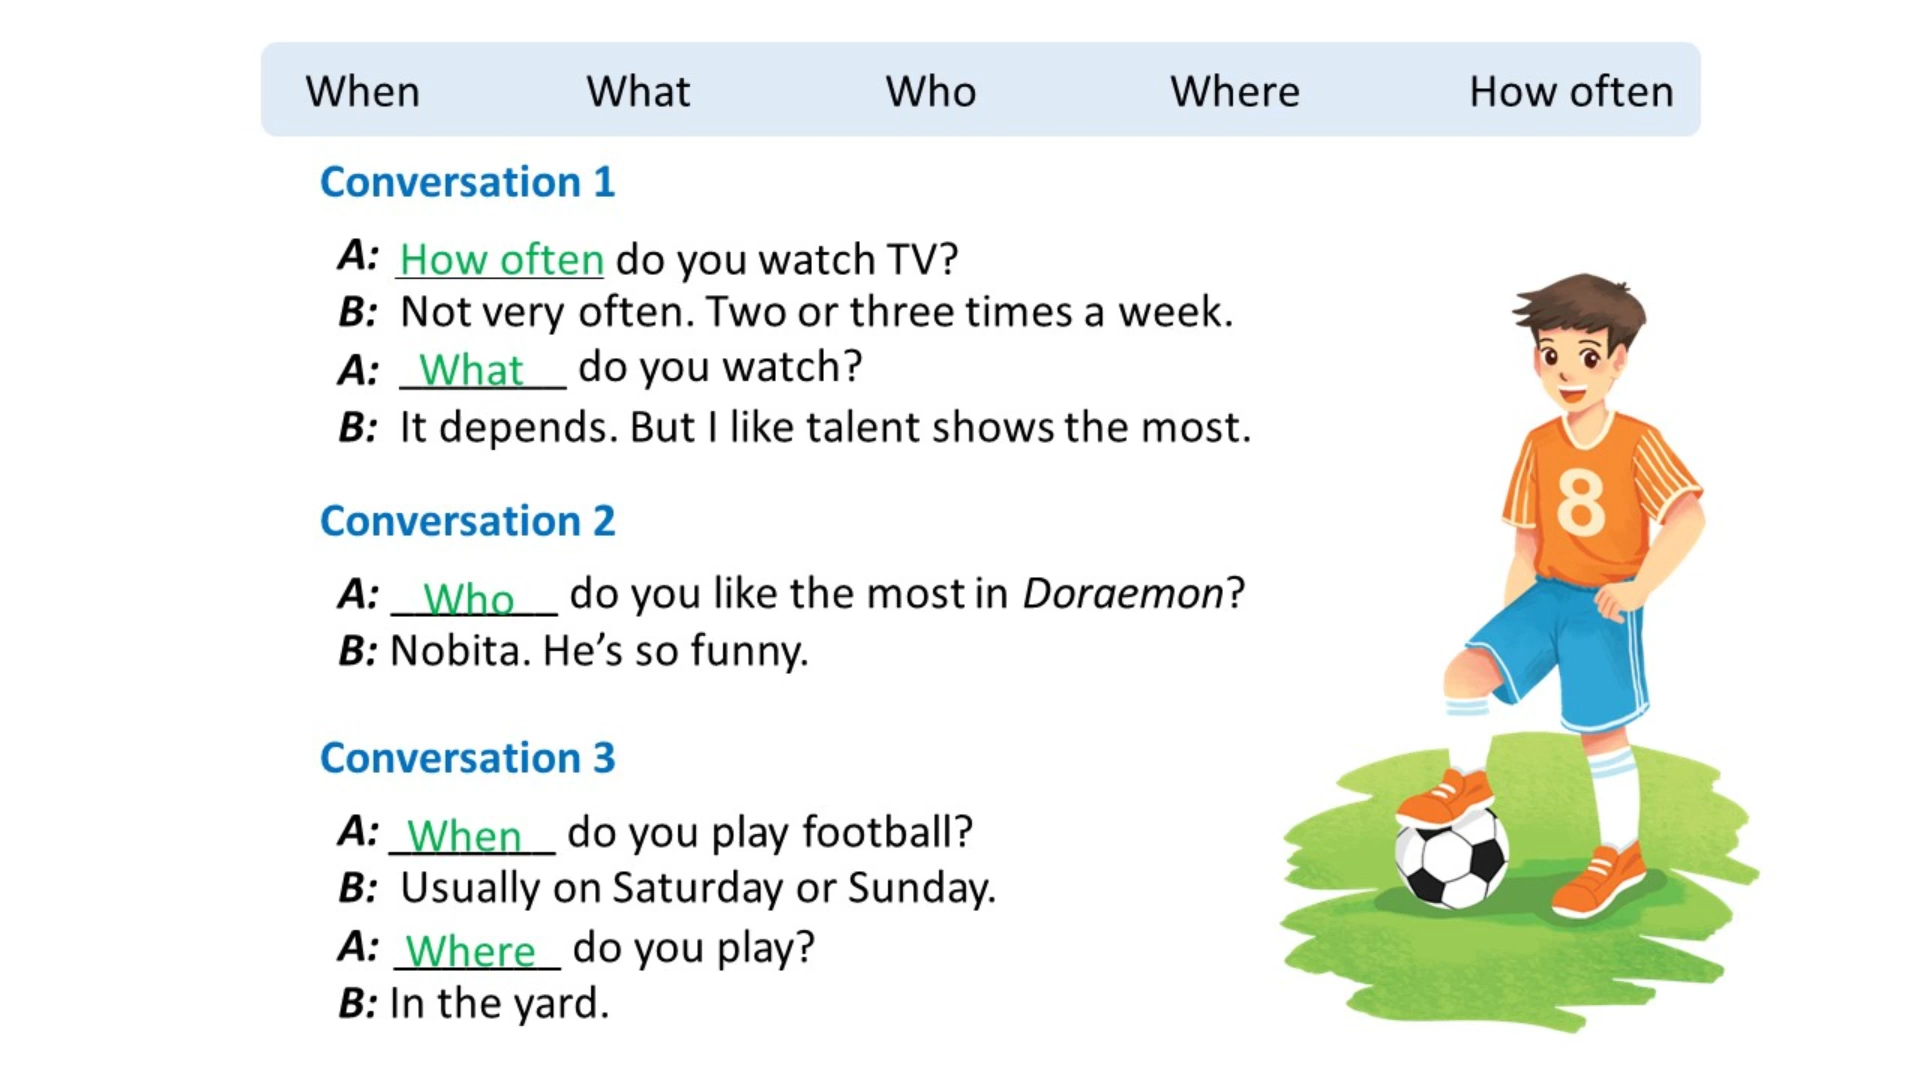 When What Who Where How often
Conversation 1
A: How often do you watch TV?
B: Not very often. Two or three times a week.
A: What do you watch?
B: It depends. But I like talent shows the most.
Conversation 2
A: Who do you like the most in Doraemon?
B: Nobita. He’s so funny.
Conversation 3
A: When do you play football?
B: Usually on Saturday or Sunday.
A: Where do you play?
B: In the yard.
8